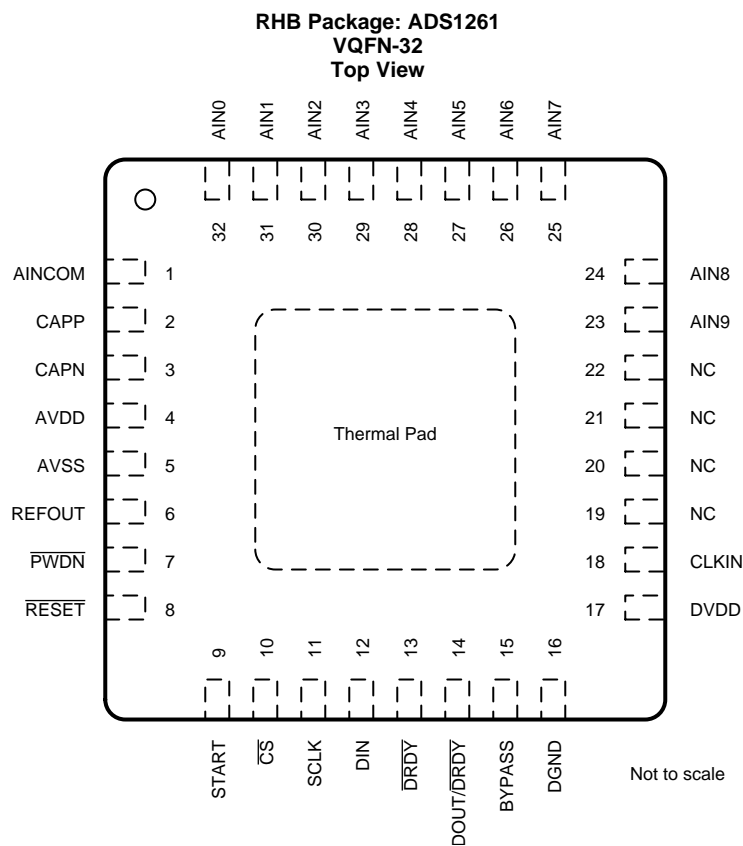 RHB Package: ADS1261
VQFN-32
Top View
AIN0
AIN1
AIN2
AIN3
AIN4
AIN5
AIN6
AIN7
32
31
30
29
28
27
26
25
AINCOM 1
CAPP 2
CAPN 3
AVDD 4
AVSS 5
REFOUT 6
PWDN 7
RESET 8
Thermal Pad
24 AIN8
23 AIN9
22 NC
21 NC
20 NC
19 NC
18 CLKIN
17 DVDD
9
10
11
12
13
14
15
16
START
CS
SCLK
DIN
DRDY
DOUT/DRDY
BYPASS
DGND
Not to scale